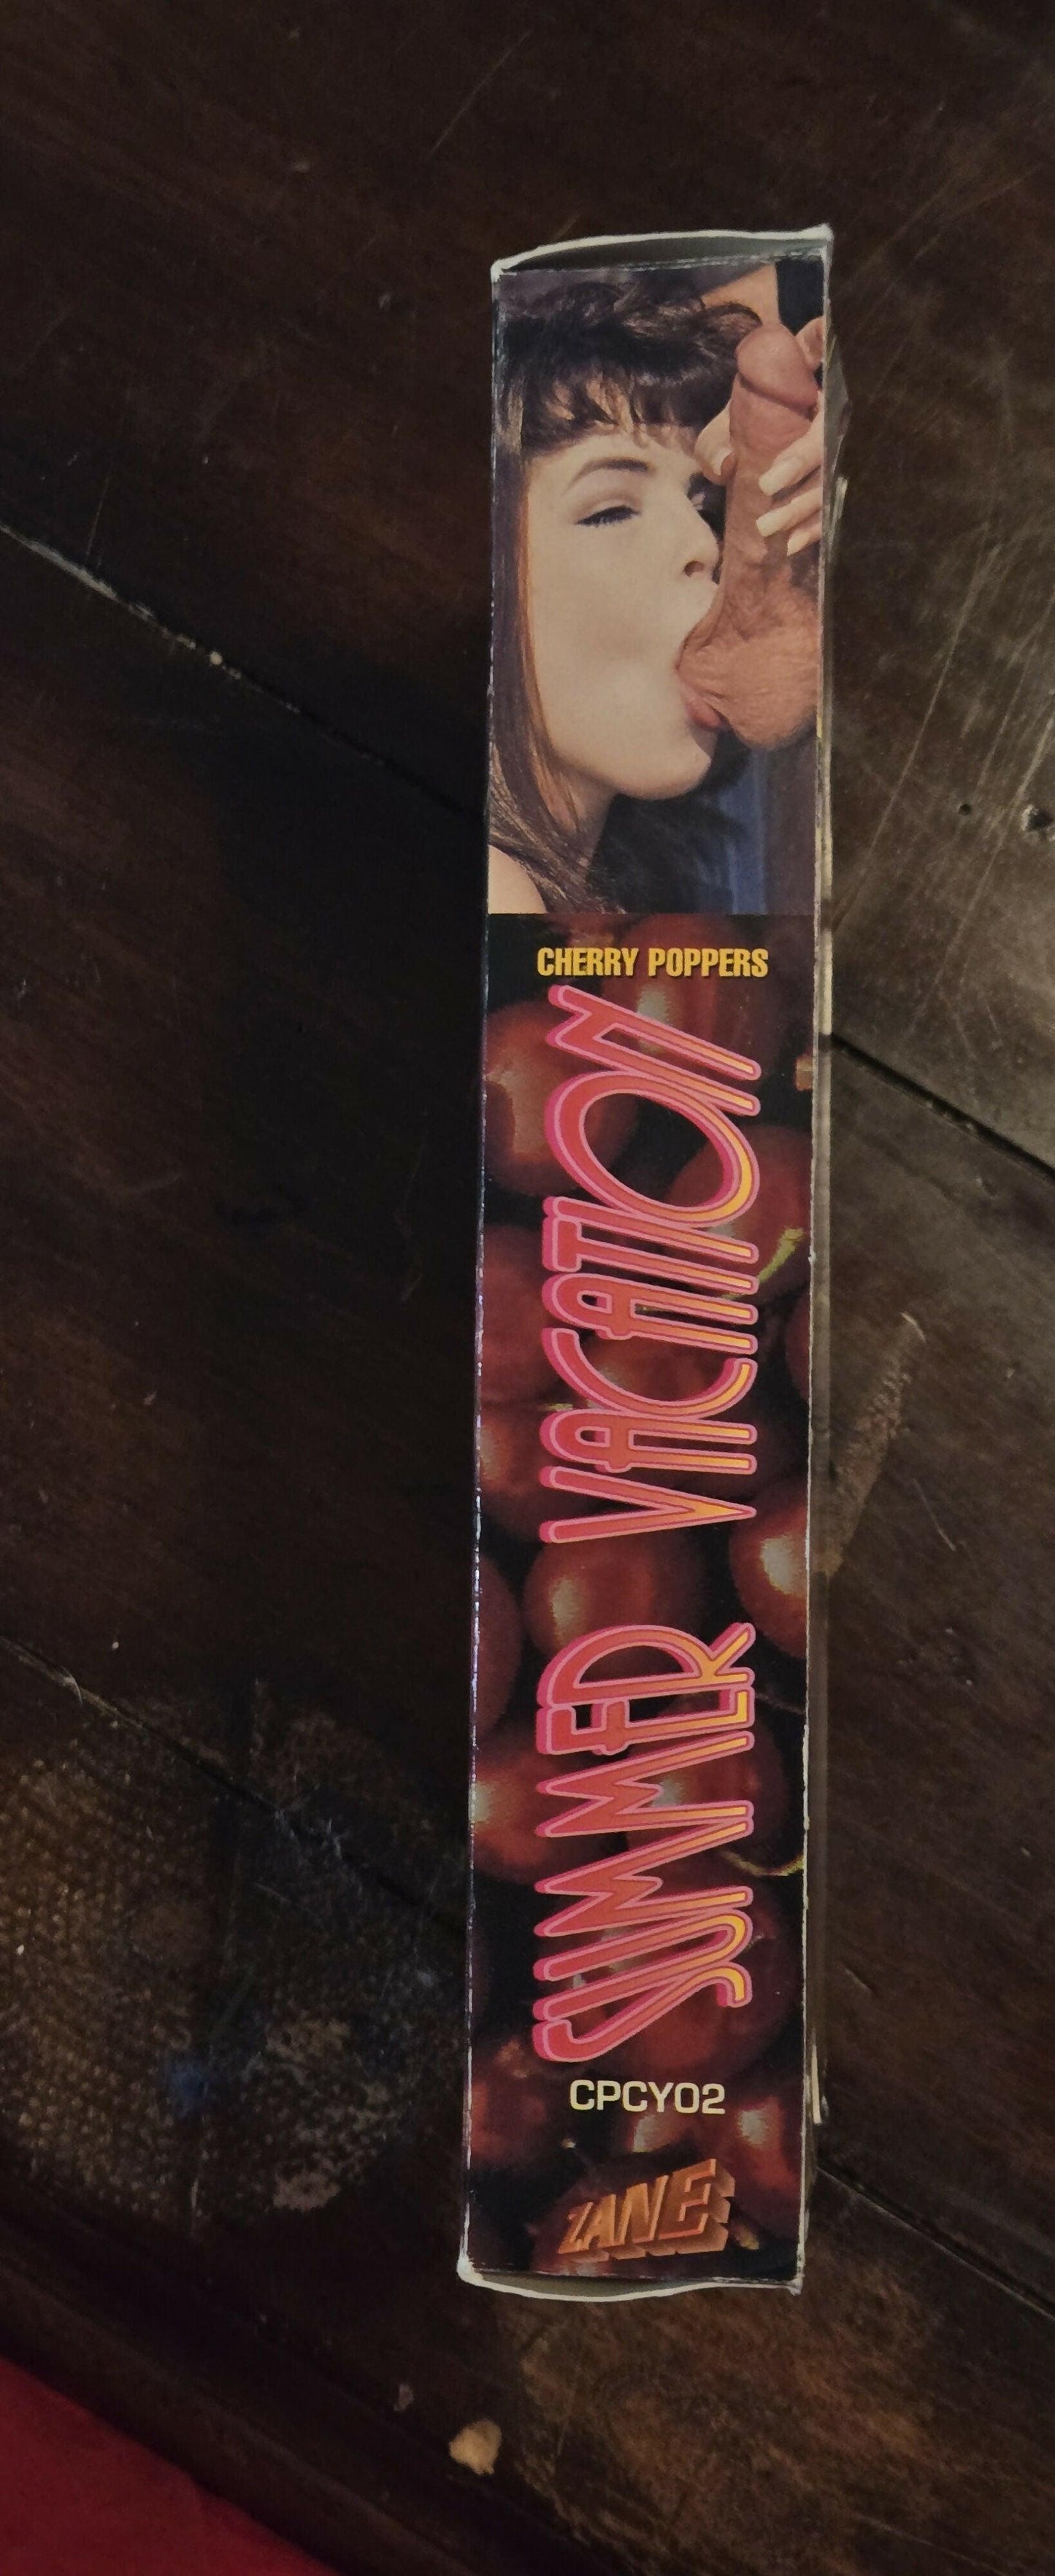 CHERRY POPPERS
SUMMER VACATION
CPCY02
ZANE